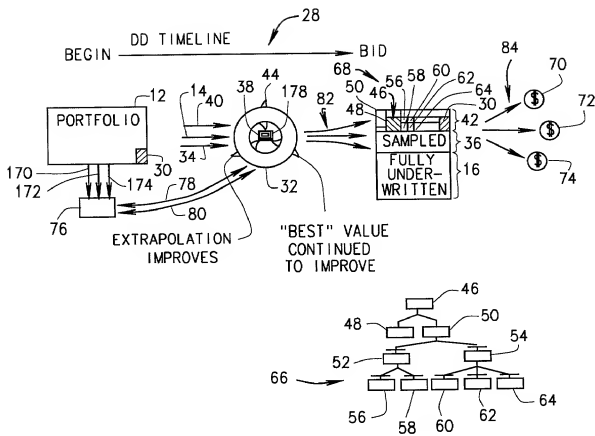 28
BEGIN DD TIMELINE BID
12 14 40 38 44 178 82 68 56 58 60 62 64 84 70
50 46 30
48 42 72
PORTFOLIO SAMPLED 36
30 34 32 FULLY UNDER- WRITTEN 16 74
170
172 174 78
76 80
EXTRAPOLATION IMPROVES
"BEST" VALUE CONTINUED TO IMPROVE
46
48 50
52 54
66
56 58 60 62 64
$
$
$